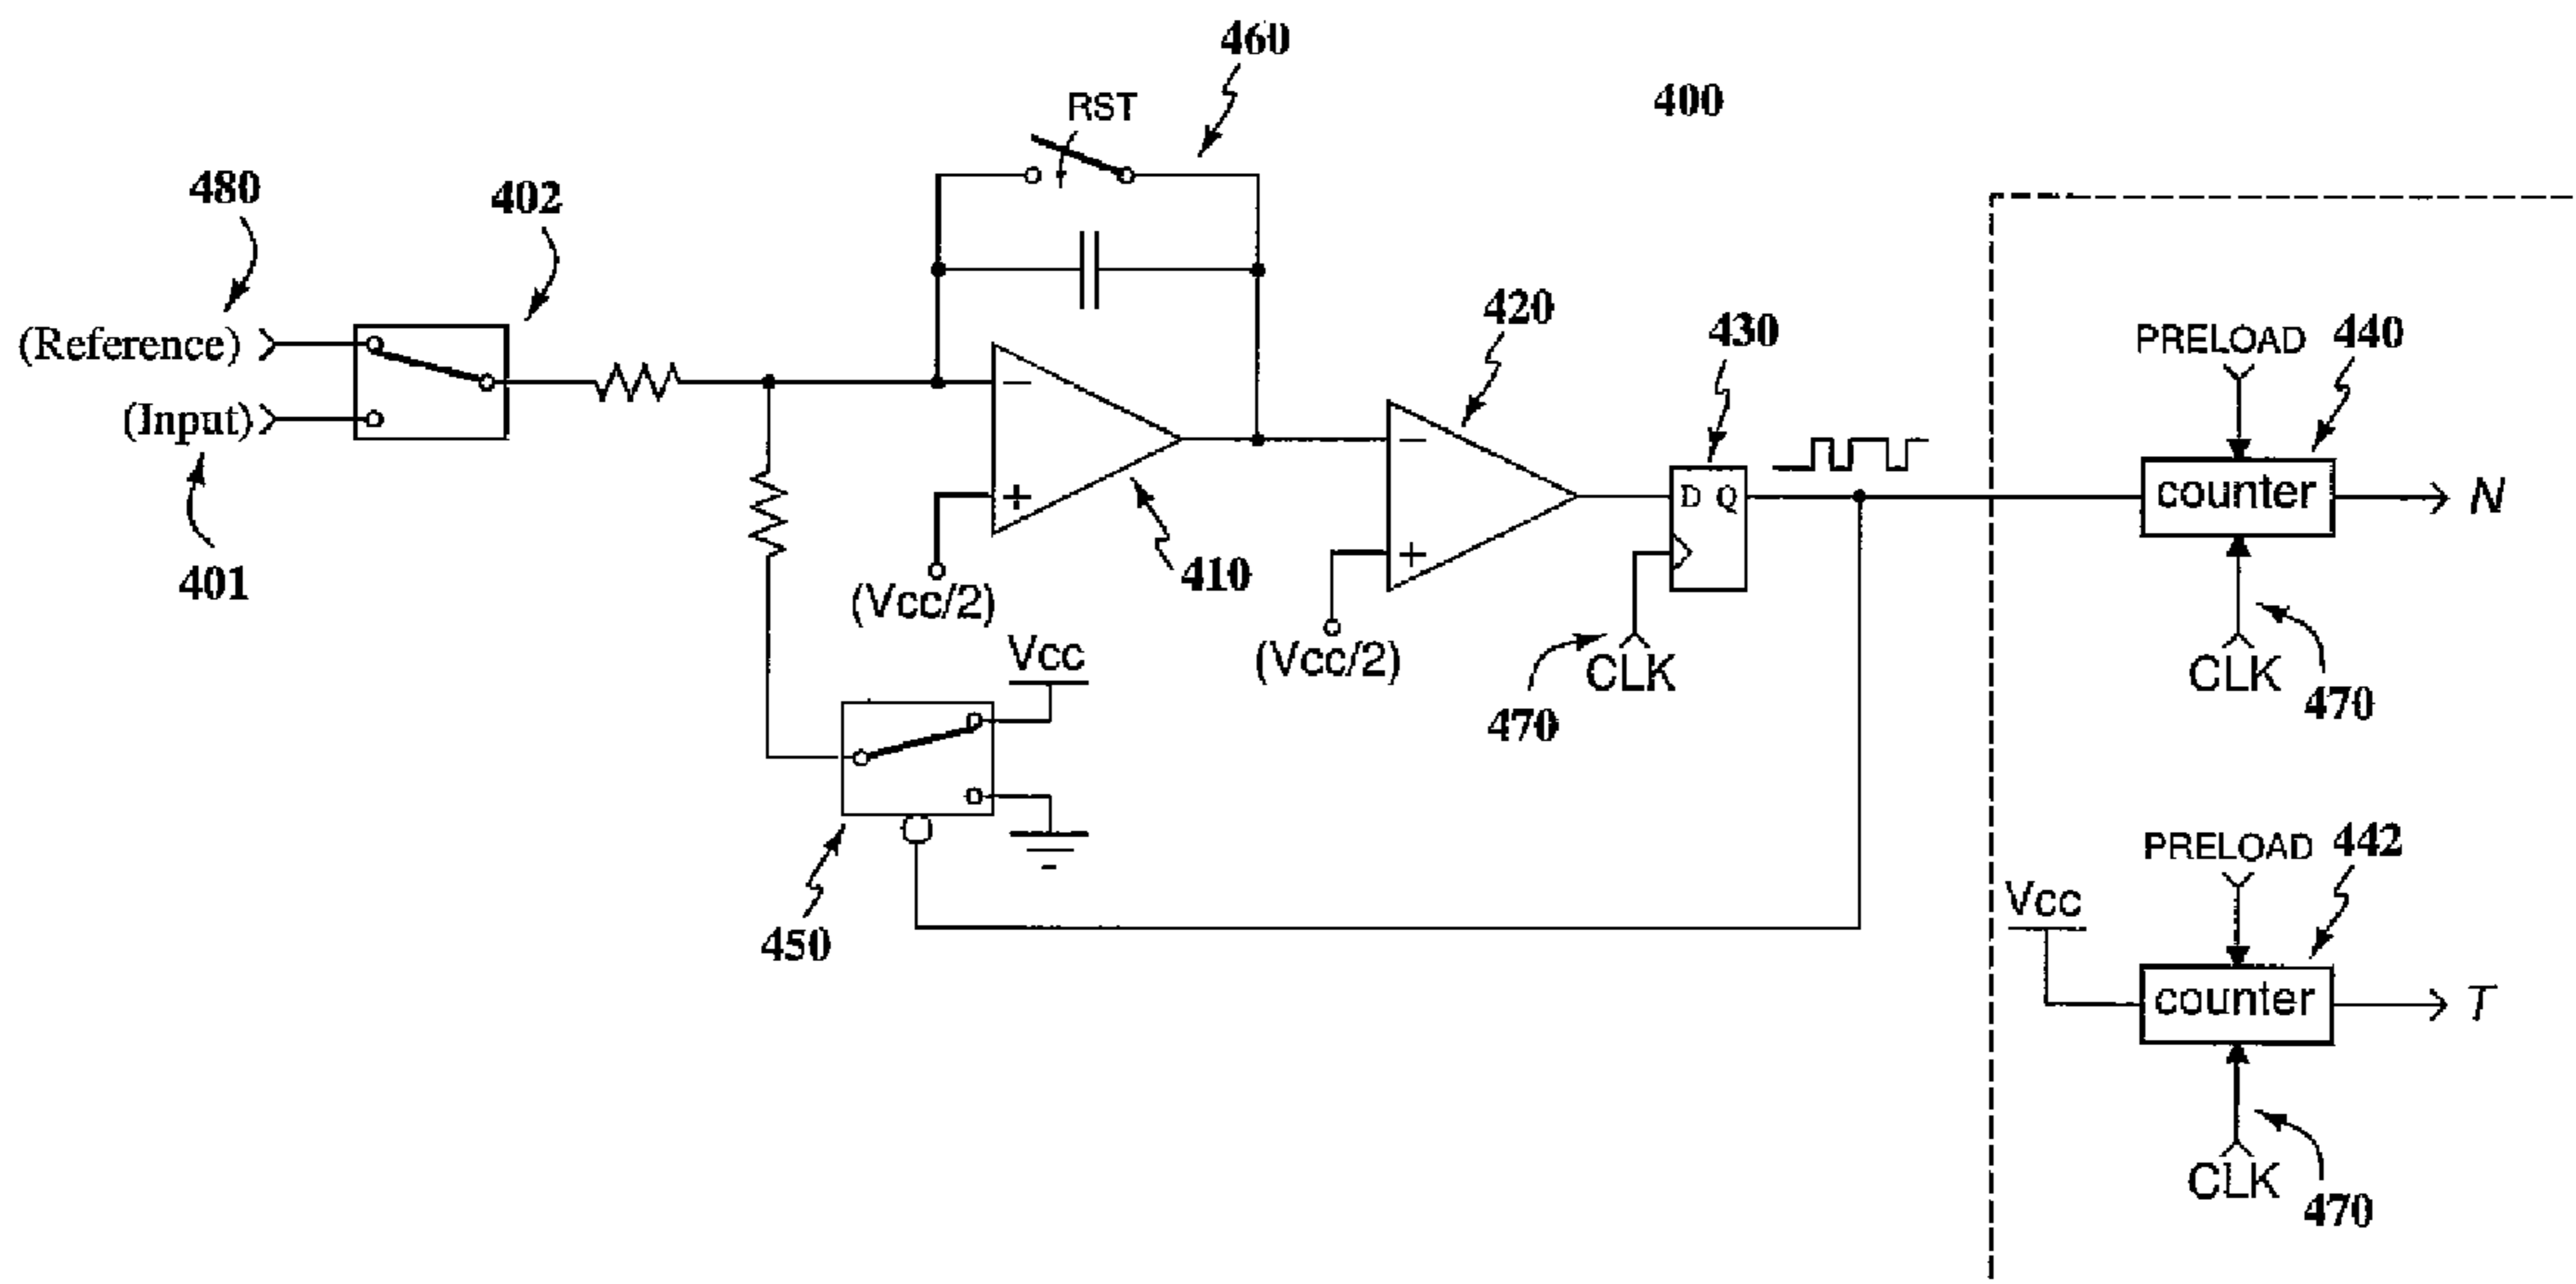 460
400
RST
480
402
(Reference)
(Input)
401
−
+
(Vcc/2)
410
420
−
+
(Vcc/2)
430
D Q
CLK
470
Vcc
450
PRELOAD
440
counter
N
CLK
470
PRELOAD
442
Vcc
counter
T
CLK
470